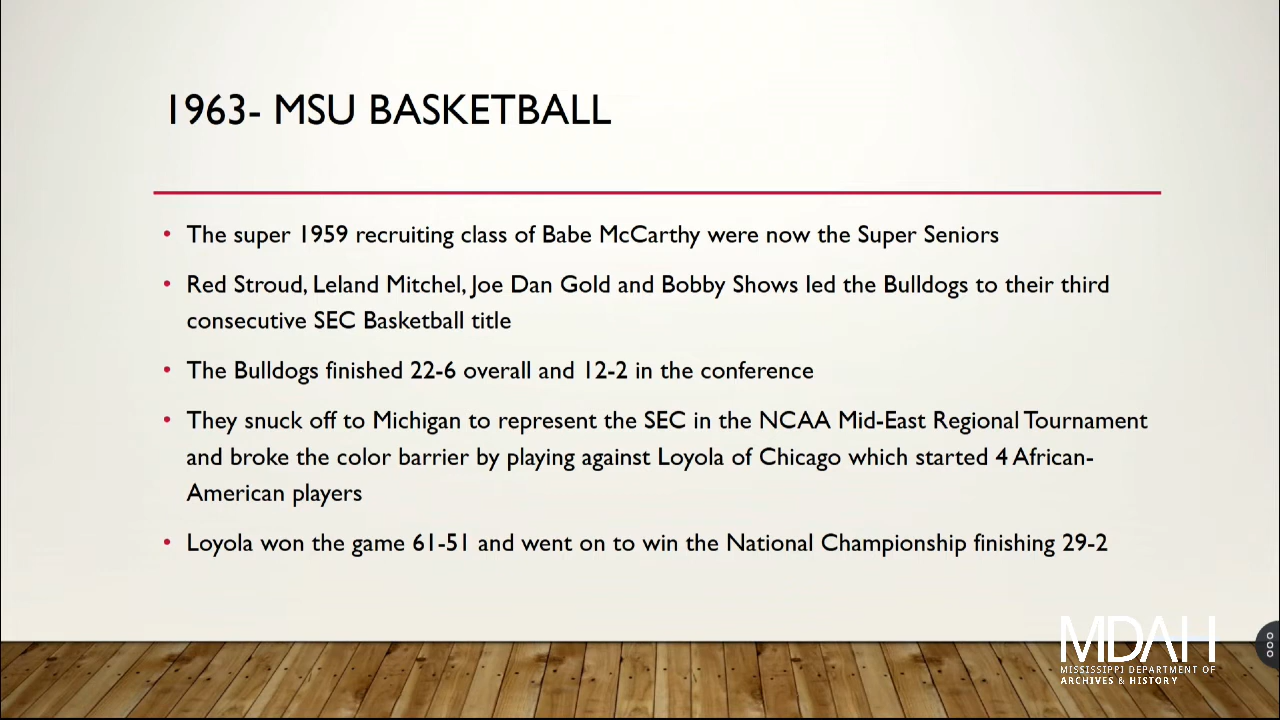 1963- MSU BASKETBALL
• The super 1959 recruiting class of Babe McCarthy were now the Super Seniors
• Red Stroud, Leland Mitchel, Joe Dan Gold and Bobby Shows led the Bulldogs to their third
consecutive SEC Basketball title
• The Bulldogs finished 22-6 overall and 12-2 in the conference
• They snuck off to Michigan to represent the SEC in the NCAA Mid-East Regional Tournament
and broke the color barrier by playing against Loyola of Chicago which started 4 African-
American players
• Loyola won the game 61-51 and went on to win the National Championship finishing 29-2
MDAH
MISSISSIPPI DEPARTMENT OF
ARCHIVES & HISTORY